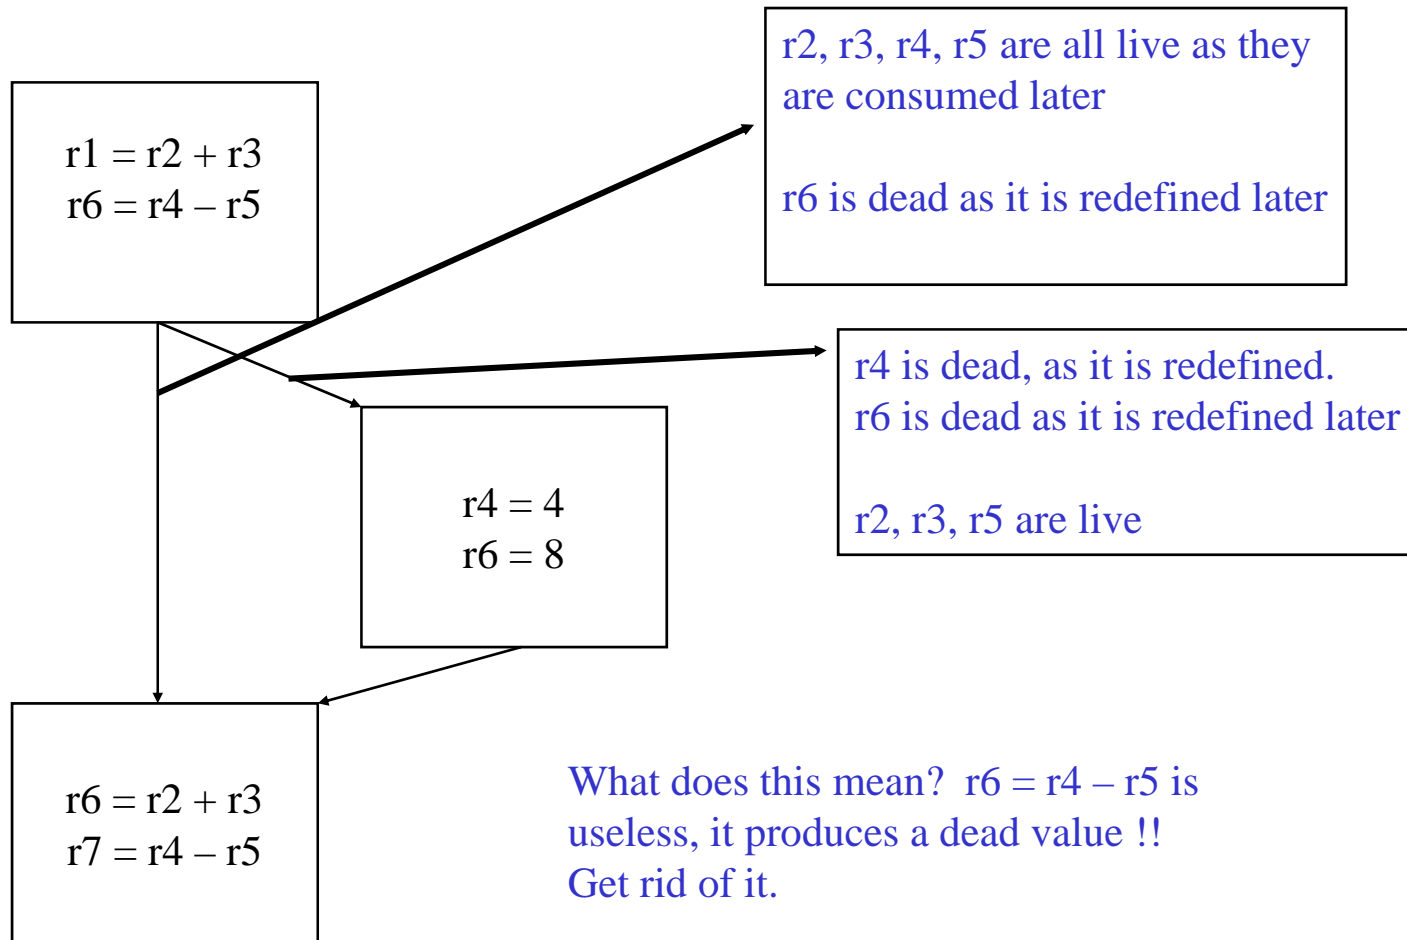 r1 = r2 + r3
r6 = r4 – r5
r2, r3, r4, r5 are all live as they
are consumed later
r6 is dead as it is redefined later
r4 is dead, as it is redefined.
r6 is dead as it is redefined later
r2, r3, r5 are live
r4 = 4
r6 = 8
r6 = r2 + r3
r7 = r4 – r5
What does this mean?  r6 = r4 – r5 is
useless, it produces a dead value !!
Get rid of it.